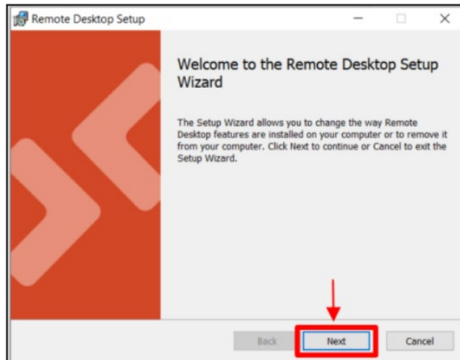 Remote Desktop Setup
Welcome to the Remote Desktop Setup
Wizard
The Setup Wizard allows you to change the way Remote
Desktop features are installed on your computer or to remove it
from your computer. Click Next to continue or Cancel to exit the
Setup Wizard.
Back Next Cancel